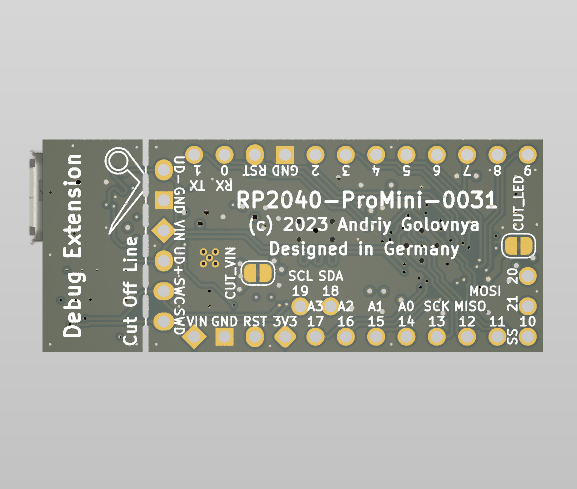 Debug Extension
Cut Off Line
UD- GND VIN UD+ SWC SWD
1 0 RST GND 2 3 4 5 6 7 8 9
TX RX
RP2040-ProMini-0031
(c) 2023 Andriy Golovnya
Designed in Germany
CUT_LED
CUT_VIN
SCL SDA
19 18
20
MOSI
A3 A2 A1 A0 SCK MISO
21
VIN GND RST 3V3 17 16 15 14 13 12 11 10
SS